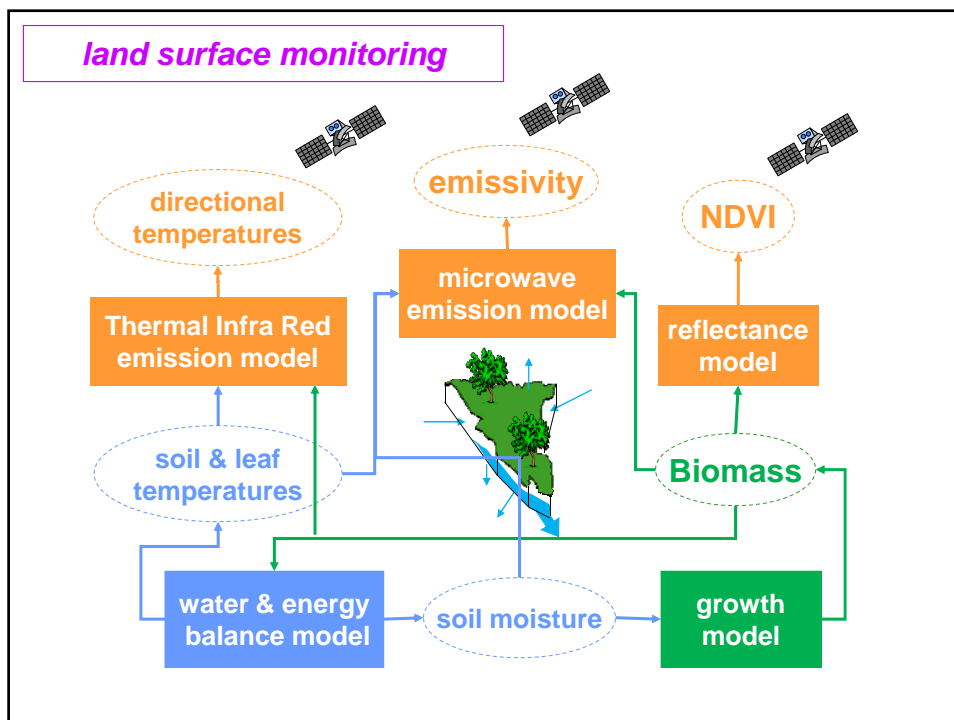 land surface monitoring
directional
temperatures
emissivity
NDVI
Thermal Infra Red
emission model
microwave
emission model
reflectance
model
soil & leaf
temperatures
Biomass
water & energy
balance model
soil moisture
growth
model